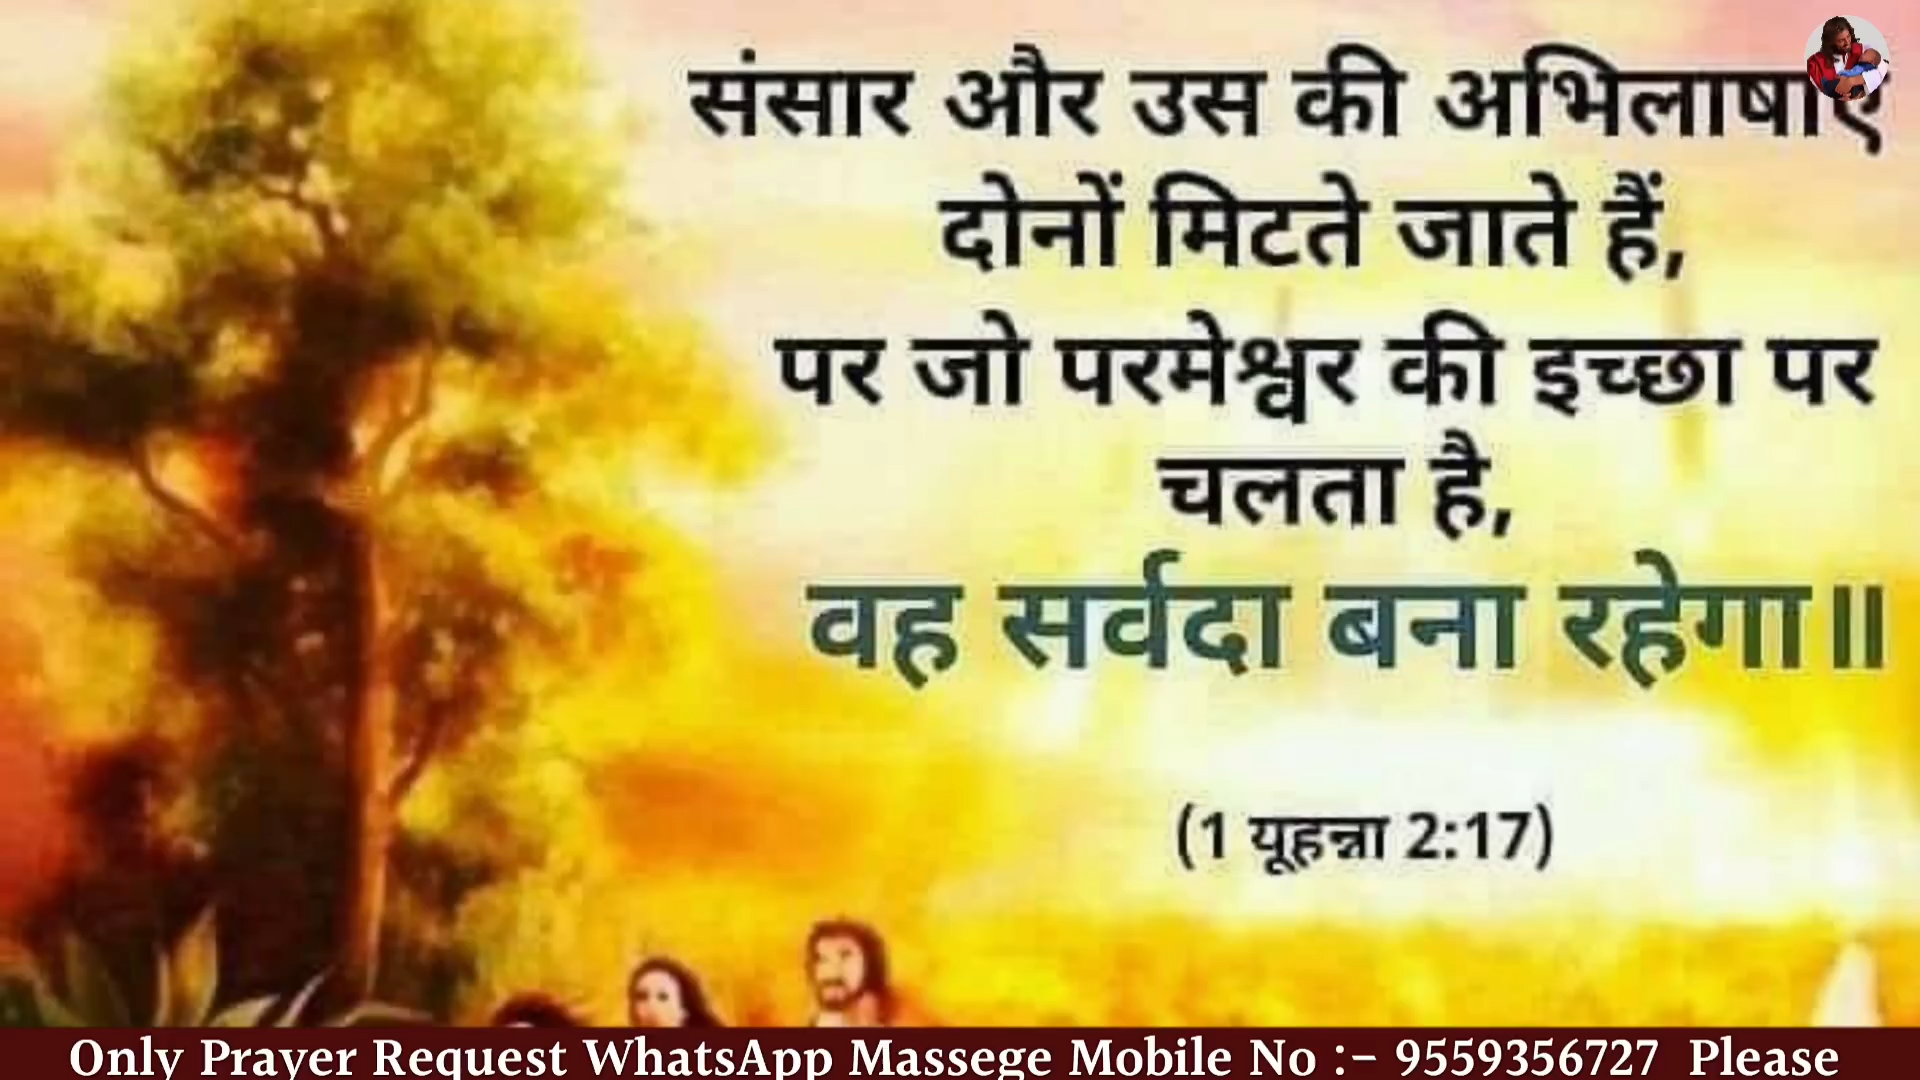 संसार और उस की अभिलाषाएं
दोनों मिटते जाते हैं,
पर जो परमेश्वर की इच्छा पर
चलता है,
वह सर्वदा बना रहेगा॥
(1 यूहन्ना 2:17)
Only Prayer Request WhatsApp Massege Mobile No :– 9559356727 Please